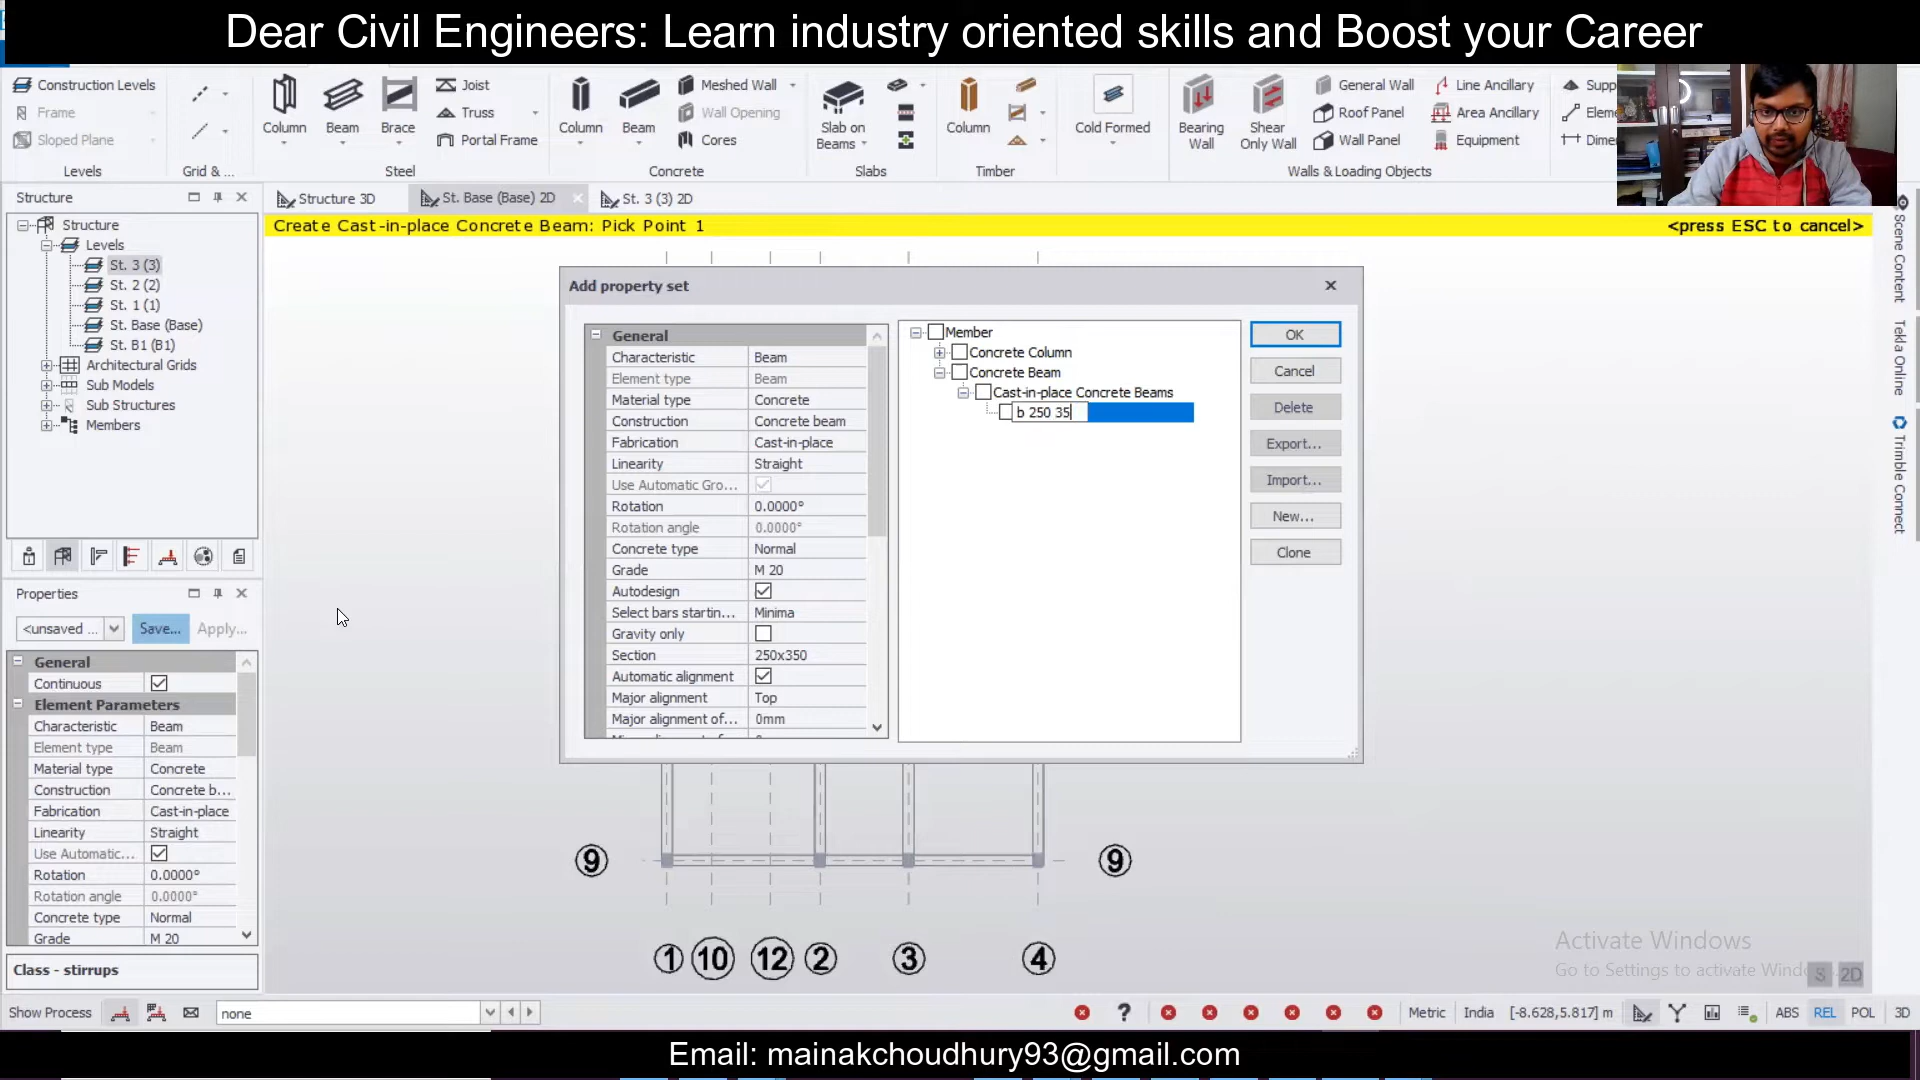 Dear Civil Engineers: Learn industry oriented skills and Boost your Career
Construction Levels
Frame
Sloped Plane
Levels
Grid & ...
Column
Beam
Brace
Joist
Truss
Portal Frame
Steel
Column
Beam
Meshed Wall
Wall Opening
Cores
Concrete
Slab on
Beams
Slabs
Column
Timber
Cold Formed
Bearing
Wall
Shear
Only Wall
General Wall
Roof Panel
Wall Panel
Line Ancillary
Area Ancillary
Equipment
Walls & Loading Objects
Structure
Structure
Levels
St. 3 (3)
St. 2 (2)
St. 1 (1)
St. Base (Base)
St. B1 (B1)
Architectural Grids
Sub Models
Sub Structures
Members
Structure 3D
St. Base (Base) 2D
St. 3 (3) 2D
Create Cast-in-place Concrete Beam: Pick Point 1
<press ESC to cancel>
Add property set
General
Characteristic Beam
Element type Beam
Material type Concrete
Construction Concrete beam
Fabrication Cast-in-place
Linearity Straight
Use Automatic Gro...
Rotation 0.0000°
Rotation angle 0.0000°
Concrete type Normal
Grade M 20
Autodesign
Select bars startin... Minima
Gravity only
Section 250x350
Automatic alignment
Major alignment Top
Major alignment of... 0mm
Member
Concrete Column
Concrete Beam
Cast-in-place Concrete Beams
b 250 35
OK
Cancel
Delete
Export...
Import...
New...
Clone
Scene Content
Tekla Online
Trimble Connect
Properties
<unsaved ...
Save...
Apply...
General
Continuous
Element Parameters
Characteristic Beam
Element type Beam
Material type Concrete
Construction Concrete b...
Fabrication Cast-in-place
Linearity Straight
Use Automatic...
Rotation 0.0000°
Rotation angle 0.0000°
Concrete type Normal
Grade M 20
Class - stirrups
9
9
1 10 12 2 3 4
Activate Windows
S 2D
Show Process
none
Metric
India
[-8.628,5.817] m
ABS
REL
POL
3D
Email: mainakchoudhury93@gmail.com